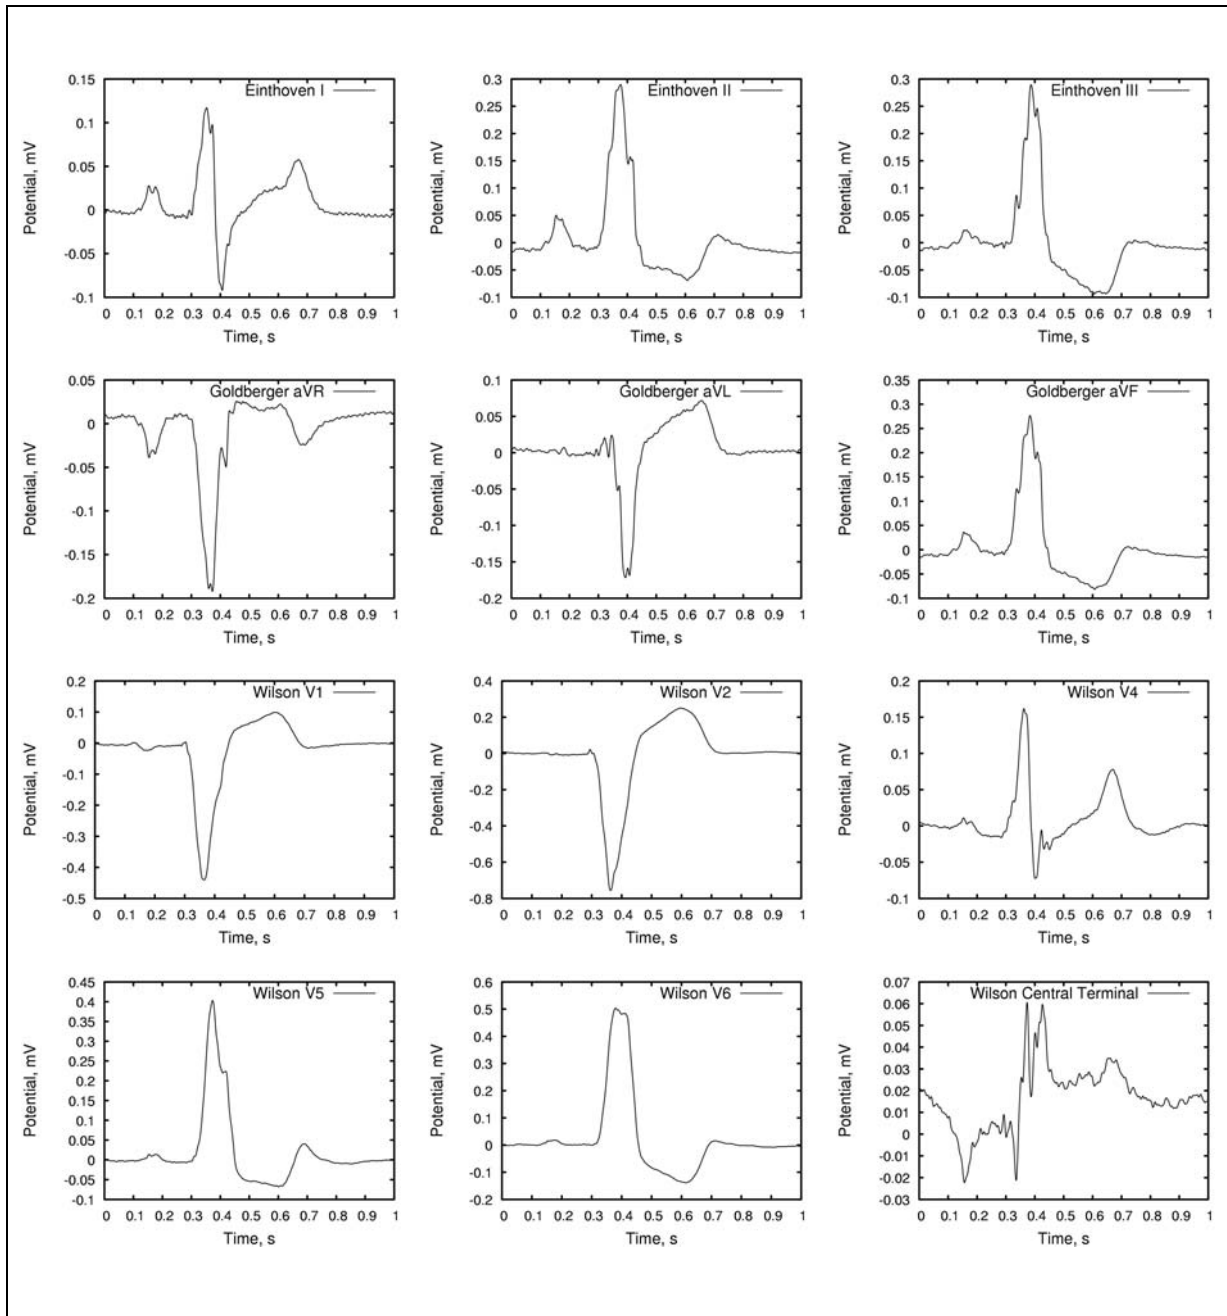 Einthoven I
Potential, mV
0.15
0.1
0.05
0
-0.05
-0.1
0 0.1 0.2 0.3 0.4 0.5 0.6 0.7 0.8 0.9 1
Time, s
Einthoven II
Potential, mV
0.3
0.25
0.2
0.15
0.1
0.05
0
-0.05
-0.1
0 0.1 0.2 0.3 0.4 0.5 0.6 0.7 0.8 0.9 1
Time, s
Einthoven III
Potential, mV
0.3
0.25
0.2
0.15
0.1
0.05
0
-0.05
-0.1
0 0.1 0.2 0.3 0.4 0.5 0.6 0.7 0.8 0.9 1
Time, s
Goldberger aVR
Potential, mV
0.05
0
-0.05
-0.1
-0.15
-0.2
0 0.1 0.2 0.3 0.4 0.5 0.6 0.7 0.8 0.9 1
Time, s
Goldberger aVL
Potential, mV
0.1
0.05
0
-0.05
-0.1
-0.15
-0.2
0 0.1 0.2 0.3 0.4 0.5 0.6 0.7 0.8 0.9 1
Time, s
Goldberger aVF
Potential, mV
0.35
0.3
0.25
0.2
0.15
0.1
0.05
0
-0.05
-0.1
0 0.1 0.2 0.3 0.4 0.5 0.6 0.7 0.8 0.9 1
Time, s
Wilson V1
Potential, mV
0.2
0.1
0
-0.1
-0.2
-0.3
-0.4
-0.5
0 0.1 0.2 0.3 0.4 0.5 0.6 0.7 0.8 0.9 1
Time, s
Wilson V2
Potential, mV
0.4
0.2
0
-0.2
-0.4
-0.6
-0.8
0 0.1 0.2 0.3 0.4 0.5 0.6 0.7 0.8 0.9 1
Time, s
Wilson V4
Potential, mV
0.2
0.15
0.1
0.05
0
-0.05
-0.1
0 0.1 0.2 0.3 0.4 0.5 0.6 0.7 0.8 0.9 1
Time, s
Wilson V5
Potential, mV
0.45
0.4
0.35
0.3
0.25
0.2
0.15
0.1
0.05
0
-0.05
-0.1
0 0.1 0.2 0.3 0.4 0.5 0.6 0.7 0.8 0.9 1
Time, s
Wilson V6
Potential, mV
0.6
0.5
0.4
0.3
0.2
0.1
0
-0.1
-0.2
0 0.1 0.2 0.3 0.4 0.5 0.6 0.7 0.8 0.9 1
Time, s
Wilson Central Terminal
Potential, mV
0.07
0.06
0.05
0.04
0.03
0.02
0.01
0
-0.01
-0.02
-0.03
0 0.1 0.2 0.3 0.4 0.5 0.6 0.7 0.8 0.9 1
Time, s